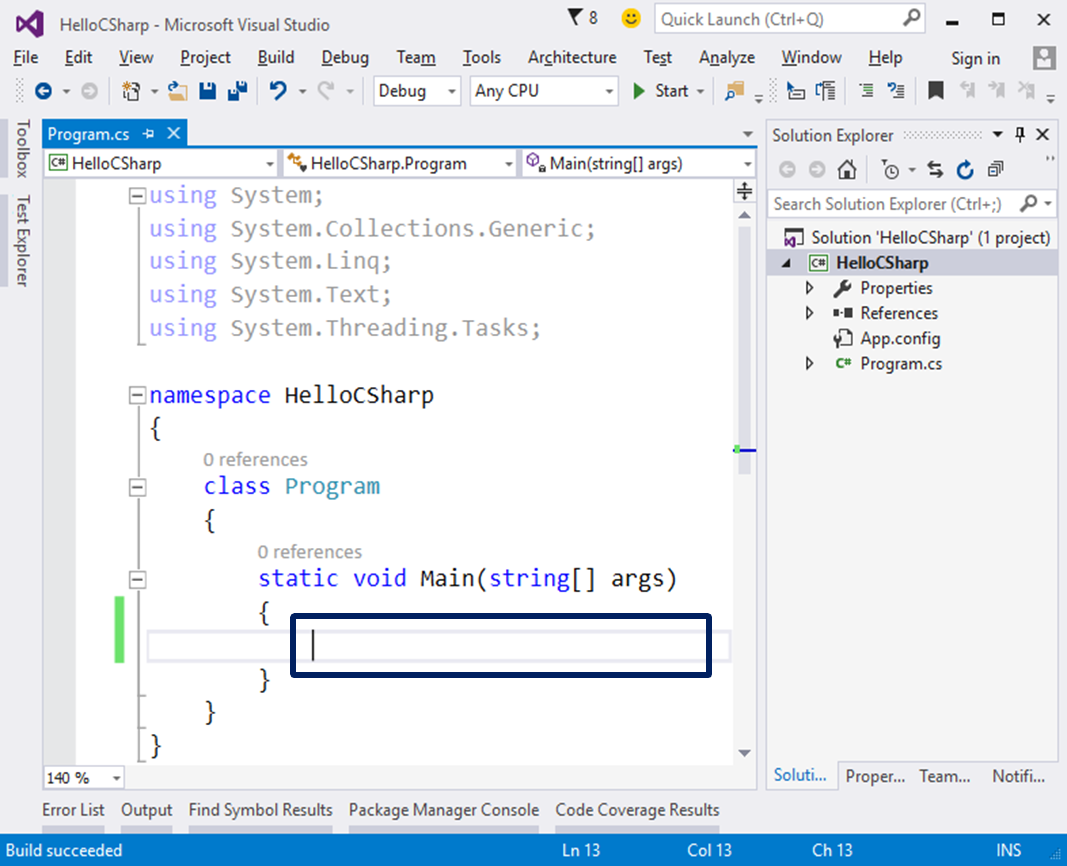 HelloCSharp - Microsoft Visual Studio
8
Quick Launch (Ctrl+Q)
File Edit View Project Build Debug Team Tools Architecture Test Analyze Window Help Sign in
Debug Any CPU Start
Toolbox
Test Explorer
Program.cs
C# HelloCSharp HelloCSharp.Program Main(string[] args)
using System;
using System.Collections.Generic;
using System.Linq;
using System.Text;
using System.Threading.Tasks;
namespace HelloCSharp
{
0 references
class Program
{
0 references
static void Main(string[] args)
{
}
}
}
140 %
Solution Explorer
Search Solution Explorer (Ctrl+;)
Solution 'HelloCSharp' (1 project)
C# HelloCSharp
Properties
References
App.config
C# Program.cs
Soluti... Proper... Team... Notifi...
Error List Output Find Symbol Results Package Manager Console Code Coverage Results
Build succeeded Ln 13 Col 13 Ch 13 INS